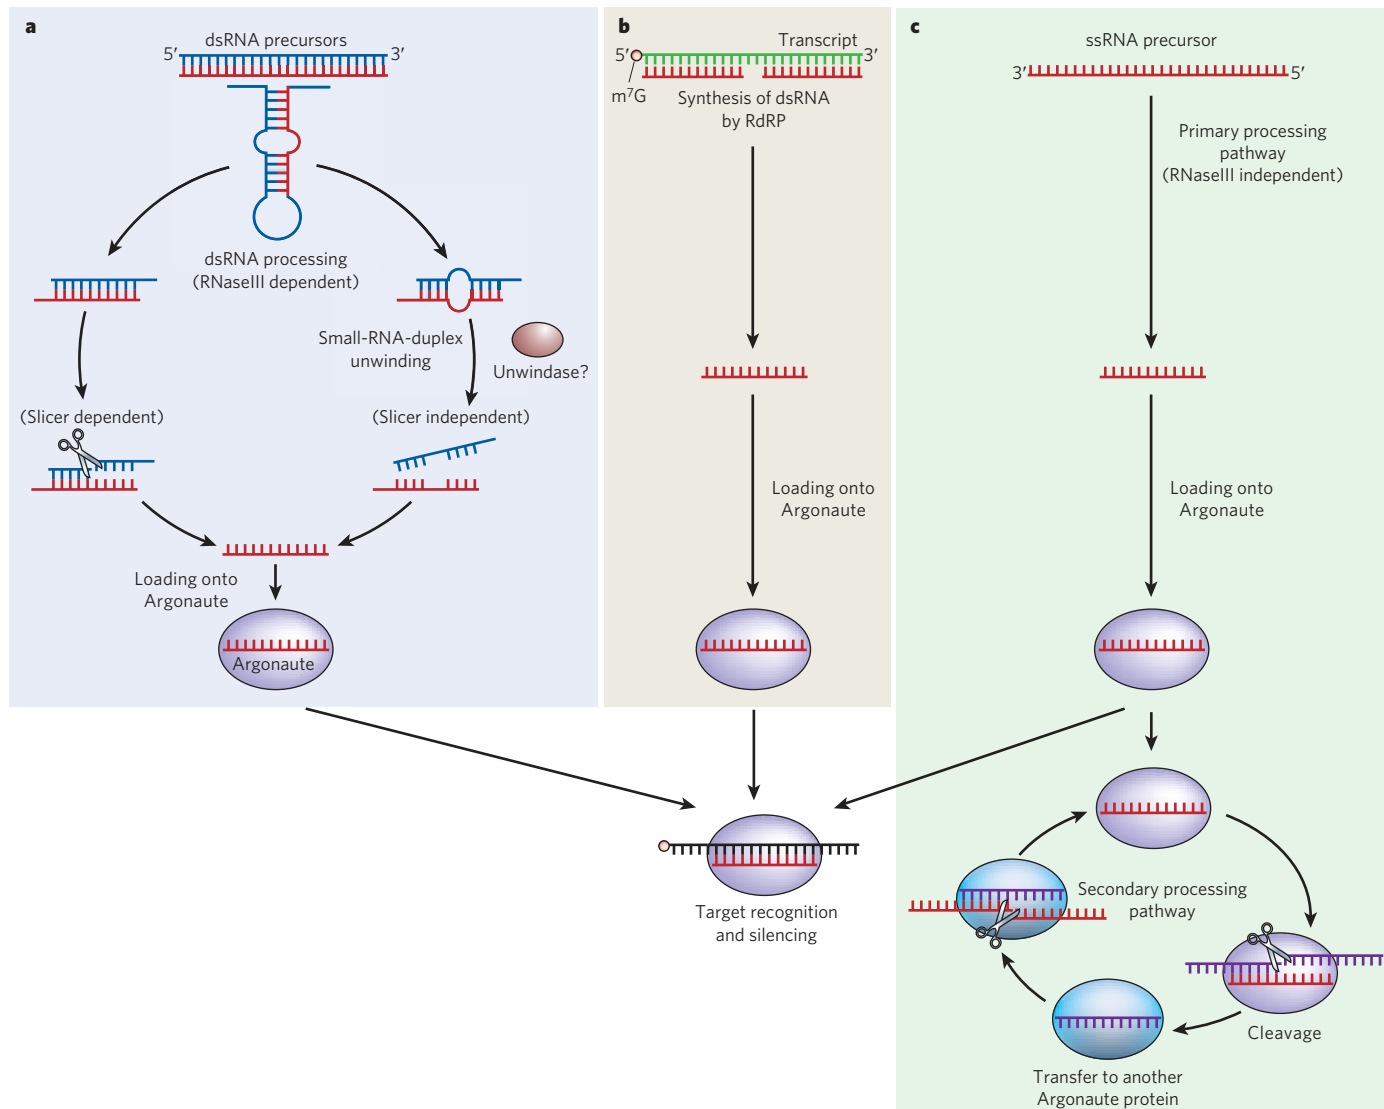 a
dsRNA precursors
5′ 3′
dsRNA processing
(RNaseIII dependent)
Small-RNA-duplex
unwinding
Unwindase?
(Slicer dependent)
(Slicer independent)
Loading onto
Argonaute
Argonaute
b
Transcript
5′ 3′
m⁷G
Synthesis of dsRNA
by RdRP
Loading onto
Argonaute
c
ssRNA precursor
3′ 5′
Primary processing
pathway
(RNaseIII independent)
Loading onto
Argonaute
Target recognition
and silencing
Secondary processing
pathway
Cleavage
Transfer to another
Argonaute protein